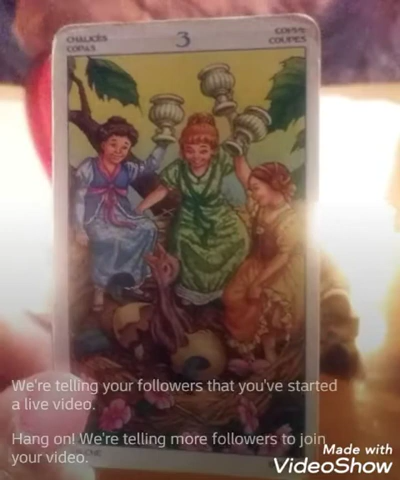 CHALICES
COPAS
3
COPPE
COUPES
We're telling your followers that you've started
a live video.
Hang on! We're telling more followers to join
your video.
Made with
VideoShow